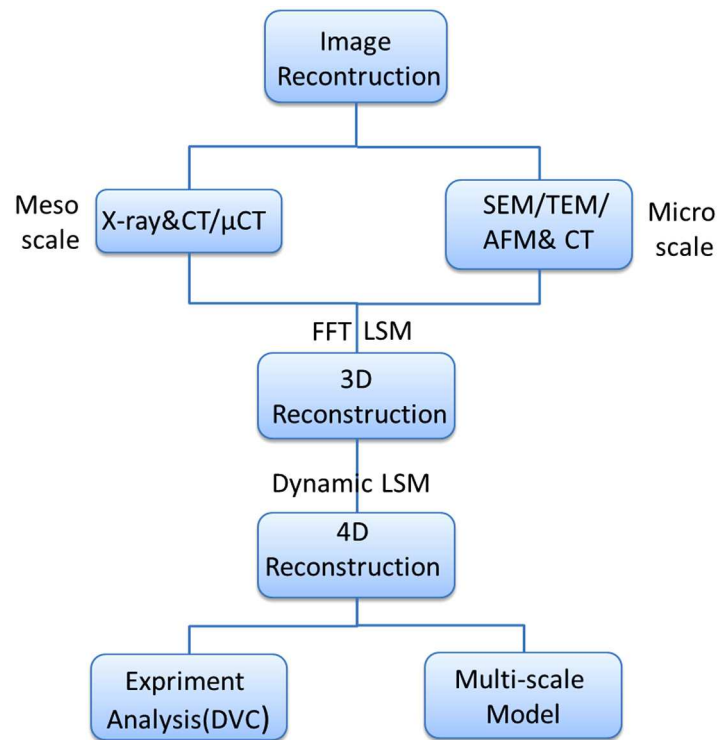 Image
Recontruction
Meso
scale
X-ray&CT/μCT
SEM/TEM/
AFM& CT
Micro
scale
FFT LSM
3D
Reconstruction
Dynamic LSM
4D
Reconstruction
Expriment
Analysis(DVC)
Multi-scale
Model